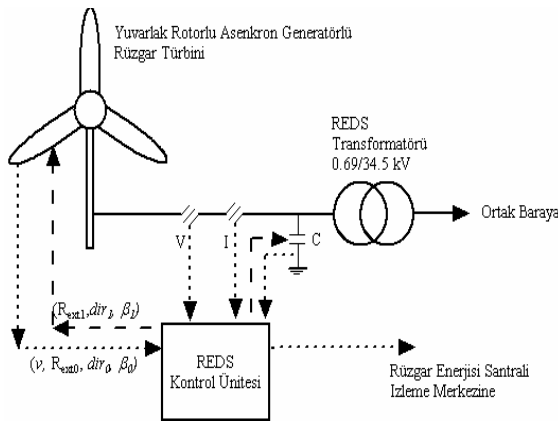 Yuvarlak Rotorlu Asenkron Generatörlü
Rüzgar Türbini
REDS
Transformatörü
0.69/34.5 kV
Ortak Baraya
V
I
C
(Rext1, dir1, β1)
(v, Rext0, dir0, β0)
REDS
Kontrol Ünitesi
Rüzgar Enerjisi Santrali
Izleme Merkezine